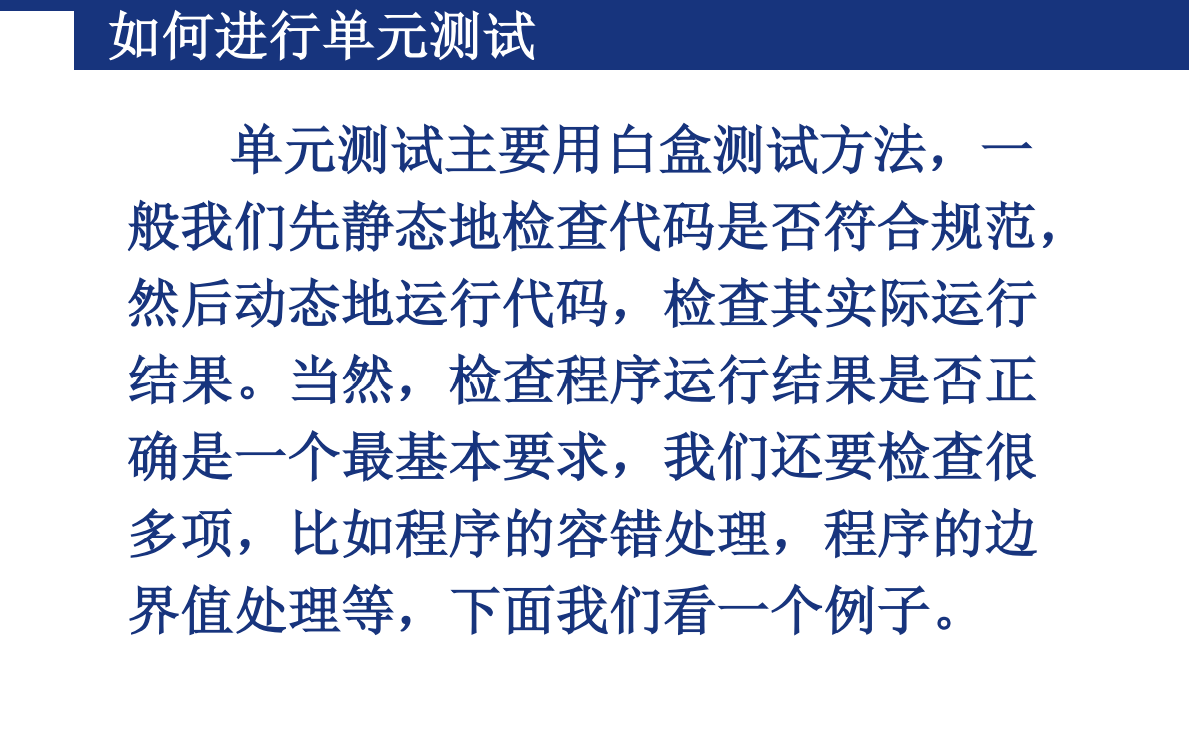 如何进行单元测试
单元测试主要用白盒测试方法，一
般我们先静态地检查代码是否符合规范，
然后动态地运行代码，检查其实际运行
结果。当然，检查程序运行结果是否正
确是一个最基本要求，我们还要检查很
多项，比如程序的容错处理，程序的边
界值处理等，下面我们看一个例子。